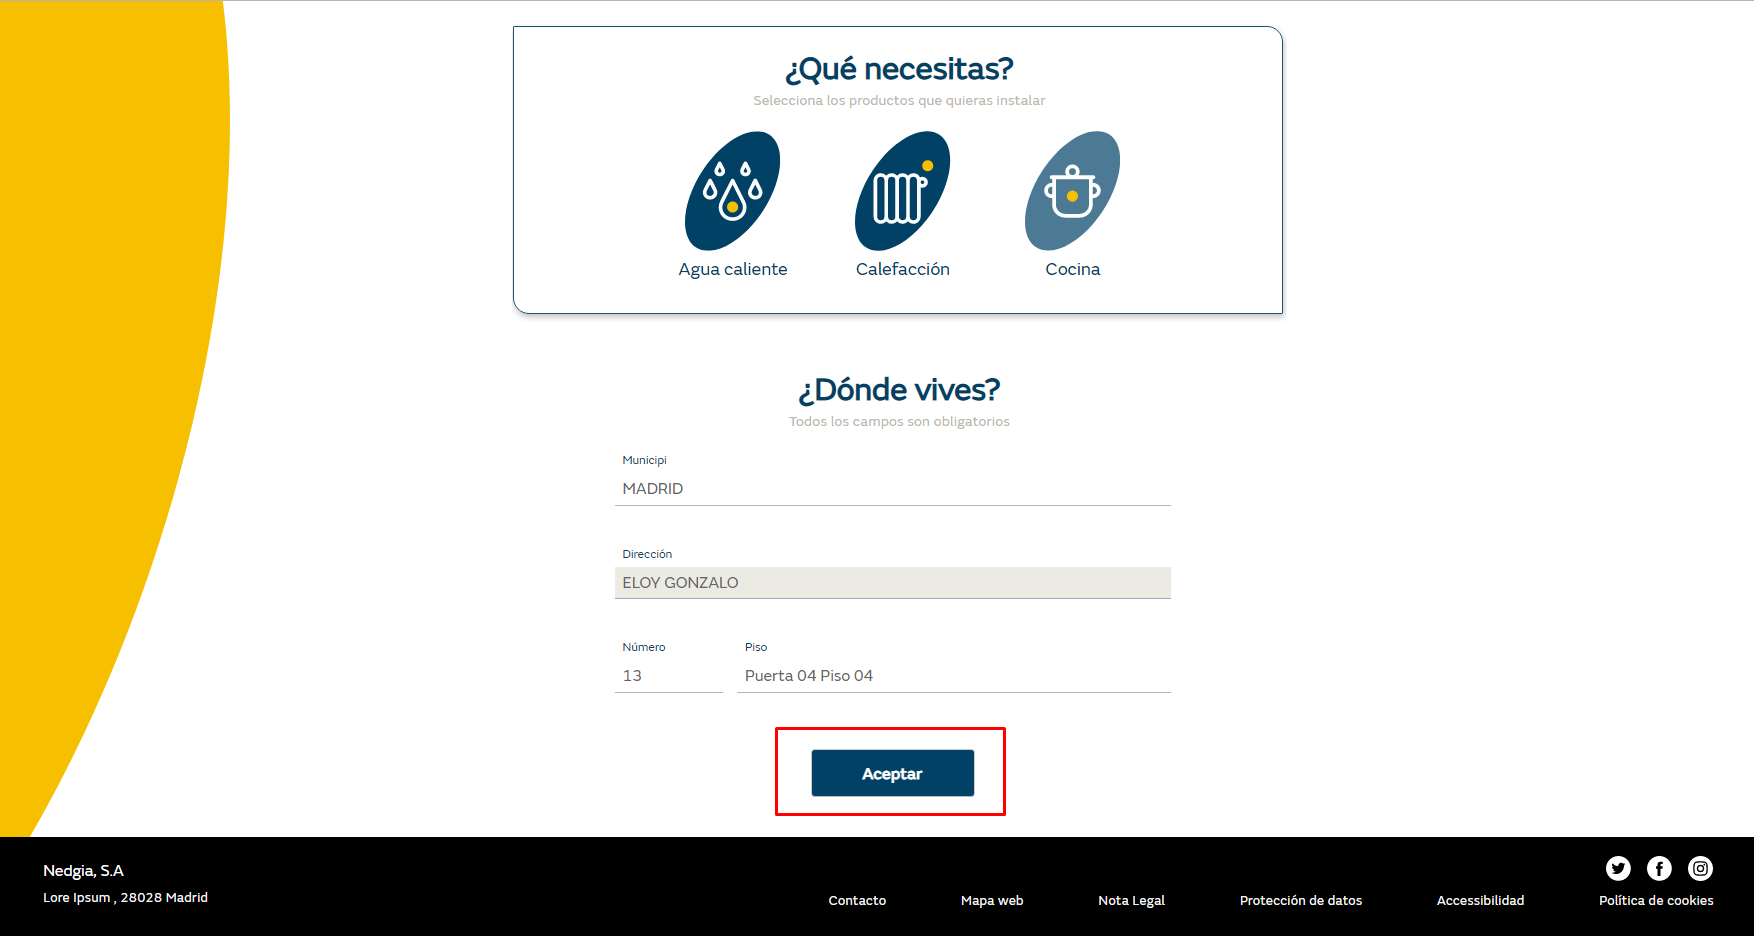 ¿Qué necesitas?
Selecciona los productos que quieras instalar
Agua caliente
Calefacción
Cocina
¿Dónde vives?
Todos los campos son obligatorios
Municipi
MADRID
Dirección
ELOY GONZALO
Número
Piso
13
Puerta 04 Piso 04
Aceptar
Nedgia, S.A
Lore Ipsum , 28028 Madrid
Contacto
Mapa web
Nota Legal
Protección de datos
Accessibilidad
Política de cookies